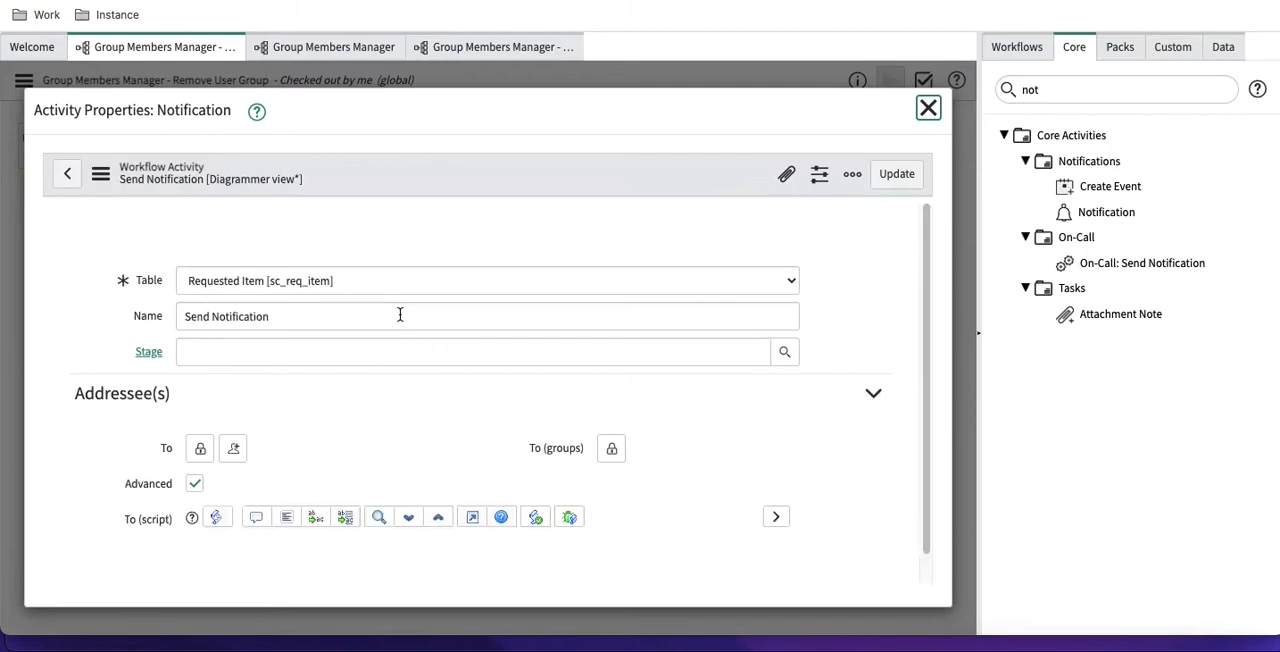 Work Instance
Welcome Group Members Manager - ... Group Members Manager Group Members Manager - ...
Workflows Core Packs Custom Data
Group Members Manager - Remove User Group - Checked out by me (global)
not
Activity Properties: Notification
Workflow Activity
Send Notification [Diagrammer view*]
Update
Table Requested Item [sc_req_item]
Name Send Notification
Stage
Addressee(s)
To To (groups)
Advanced
To (script)
Core Activities
Notifications
Create Event
Notification
On-Call
On-Call: Send Notification
Tasks
Attachment Note